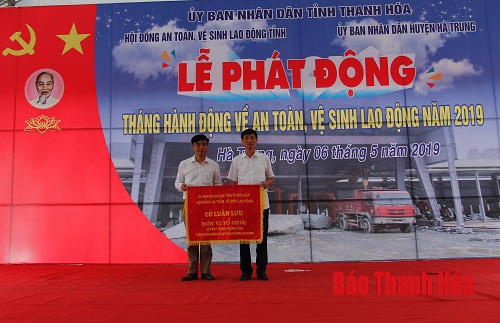 ỦY BAN NHÂN DÂN TỈNH THANH HÓA
HỘI ĐỒNG AN TOÀN, VỆ SINH LAO ĐỘNG TỈNH
ỦY BAN NHÂN DÂN HUYỆN HÀ TRUNG
LỄ PHÁT ĐỘNG
THÁNG HÀNH ĐỘNG VỀ AN TOÀN, VỆ SINH LAO ĐỘNG NĂM 2019
Hà Trung, ngày 06 tháng 5 năm 2019
CỜ LUÂN LƯU
ĐƠN VỊ TỔ CHỨC
Báo Thanh Hóa